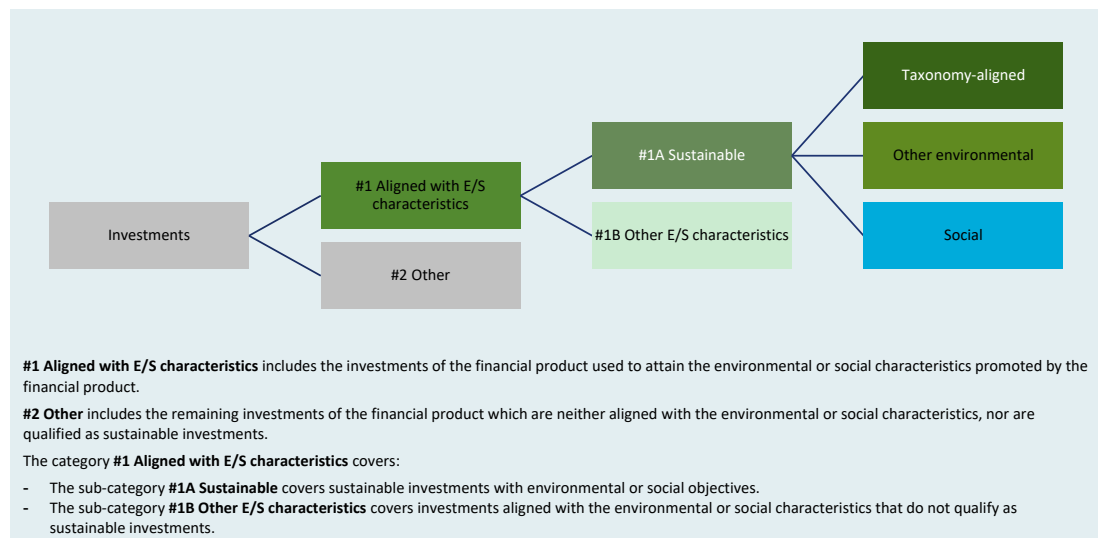 Taxonomy-aligned
#1A Sustainable
Other environmental
#1 Aligned with E/S
characteristics
Investments
#1B Other E/S characteristics
Social
#2 Other
#1 Aligned with E/S characteristics includes the investments of the financial product used to attain the environmental or social characteristics promoted by the
financial product.
#2 Other includes the remaining investments of the financial product which are neither aligned with the environmental or social characteristics, nor are
qualified as sustainable investments.
The category #1 Aligned with E/S characteristics covers:
- The sub-category #1A Sustainable covers sustainable investments with environmental or social objectives.
- The sub-category #1B Other E/S characteristics covers investments aligned with the environmental or social characteristics that do not qualify as
sustainable investments.